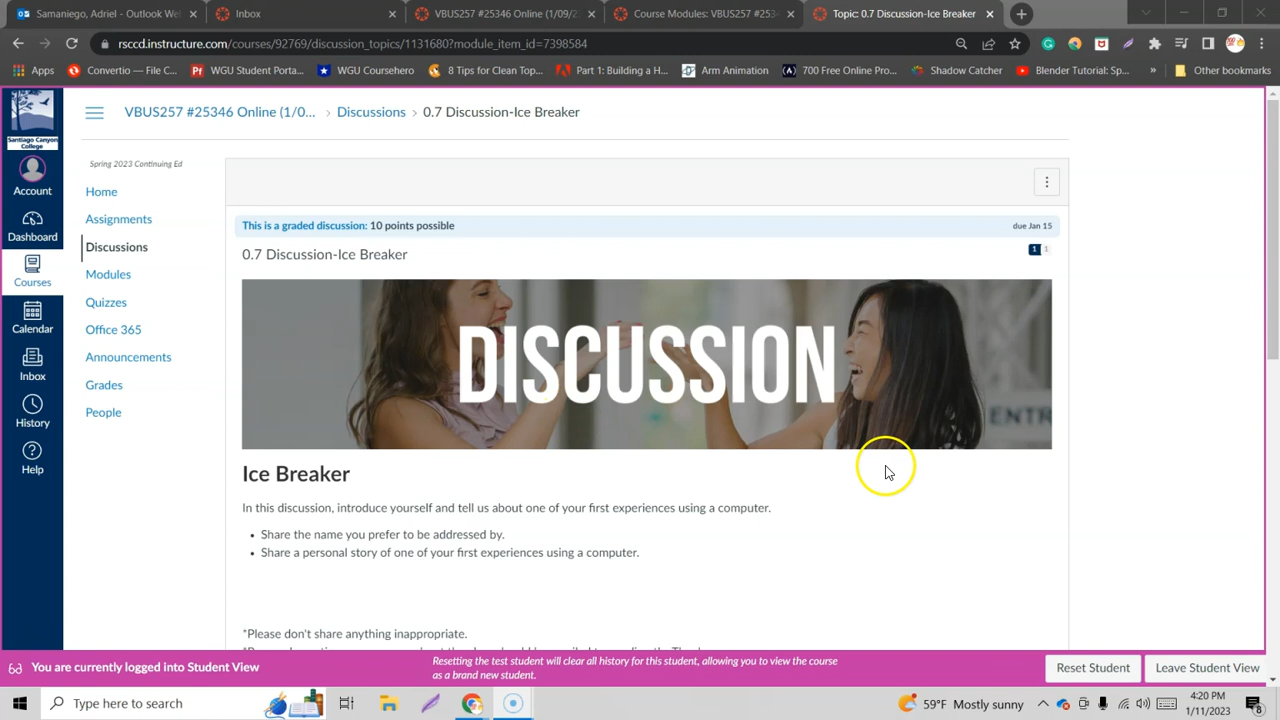 Samaniego, Adolfo - Outlook Wel
Inbox
VBUS257 #25346 Online (1/09/2
Course Modules: VBUS257 #2534
Topic: 0.7 Discussion-Ice Breaker
rsccd.instructure.com/courses/92769/discussion_topics/1131680?module_item_id=7398584
Apps
Convertio — File C...
WGU Student Porta...
WGU Coursehero
8 Tips for Clean Top...
Part 1: Building a H...
Arm Animation
700 Free Online Pro...
Shadow Catcher
Blender Tutorial: Sp...
»
Other bookmarks
Santiago Canyon College
Account
Dashboard
Courses
Calendar
Inbox
History
Help
VBUS257 #25346 Online (1/0... › Discussions › 0.7 Discussion-Ice Breaker
Spring 2023 Continuing Ed
Home
Assignments
Discussions
Modules
Quizzes
Office 365
Announcements
Grades
People
This is a graded discussion: 10 points possible
due Jan 15
0.7 Discussion-Ice Breaker
1 1
DISCUSSION
ENTR
Ice Breaker
In this discussion, introduce yourself and tell us about one of your first experiences using a computer.
• Share the name you prefer to be addressed by.
• Share a personal story of one of your first experiences using a computer.
*Please don't share anything inappropriate.
You are currently logged into Student View
Resetting the test student will clear all history for this student, allowing you to view the course
as a brand new student.
Reset Student
Leave Student View
Type here to search
59°F Mostly sunny
4:20 PM
1/11/2023
8